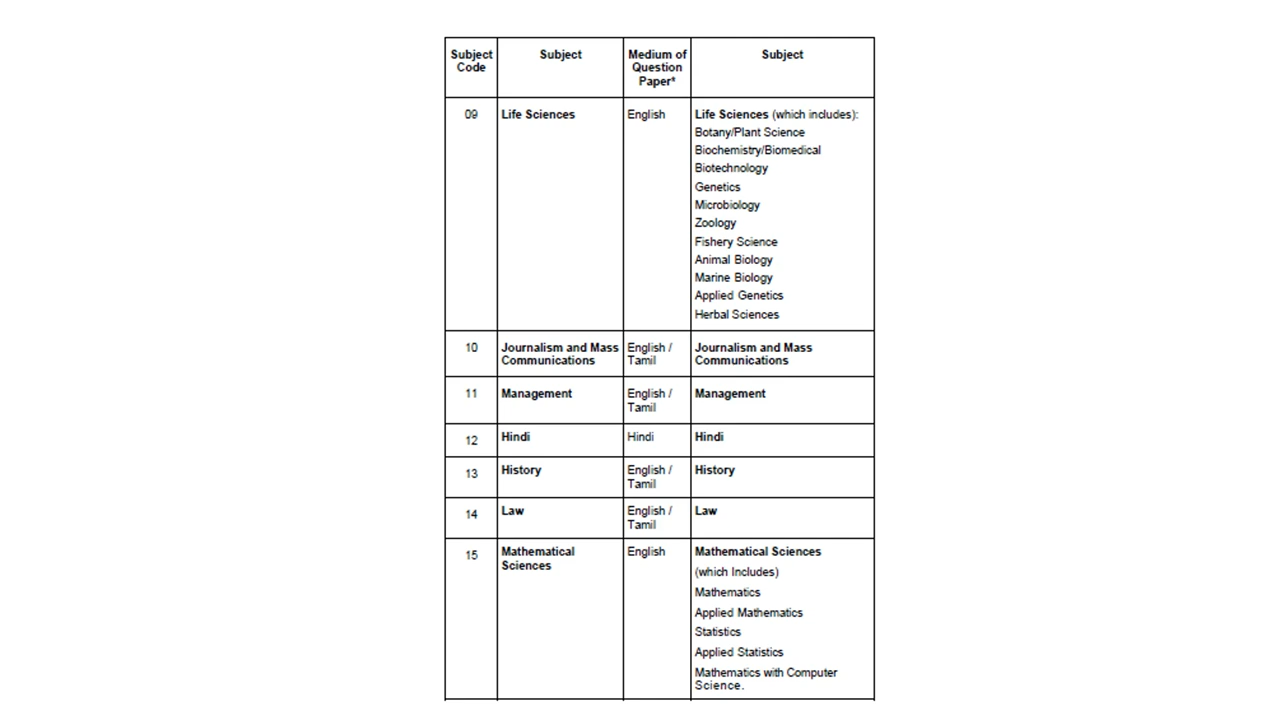 Subject Code Subject Medium of Question Paper* Subject
09 Life Sciences English Life Sciences (which includes):
Botany/Plant Science
Biochemistry/Biomedical
Biotechnology
Genetics
Microbiology
Zoology
Fishery Science
Animal Biology
Marine Biology
Applied Genetics
Herbal Sciences
10 Journalism and Mass Communications English / Tamil Journalism and Mass Communications
11 Management English / Tamil Management
12 Hindi Hindi Hindi
13 History English / Tamil History
14 Law English / Tamil Law
15 Mathematical Sciences English Mathematical Sciences
(which Includes)
Mathematics
Applied Mathematics
Statistics
Applied Statistics
Mathematics with Computer
Science.